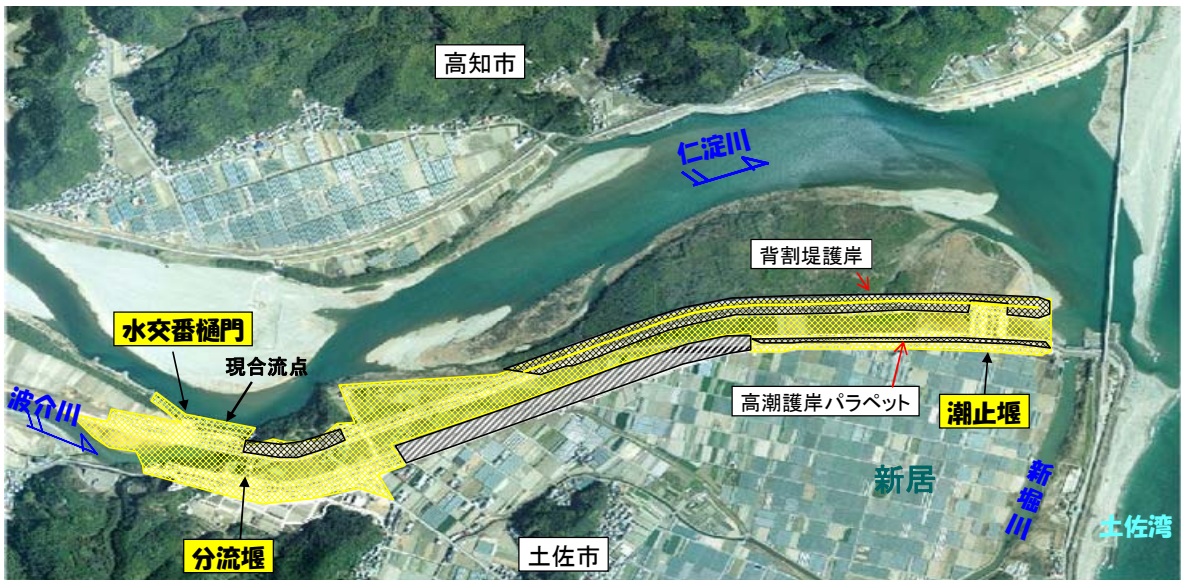 高知市
仁淀川
背割堤護岸
水交番樋門
現合流点
波介川
高潮護岸パラペット
潮止堰
新居
新堀川
分流堰
土佐市
土佐湾